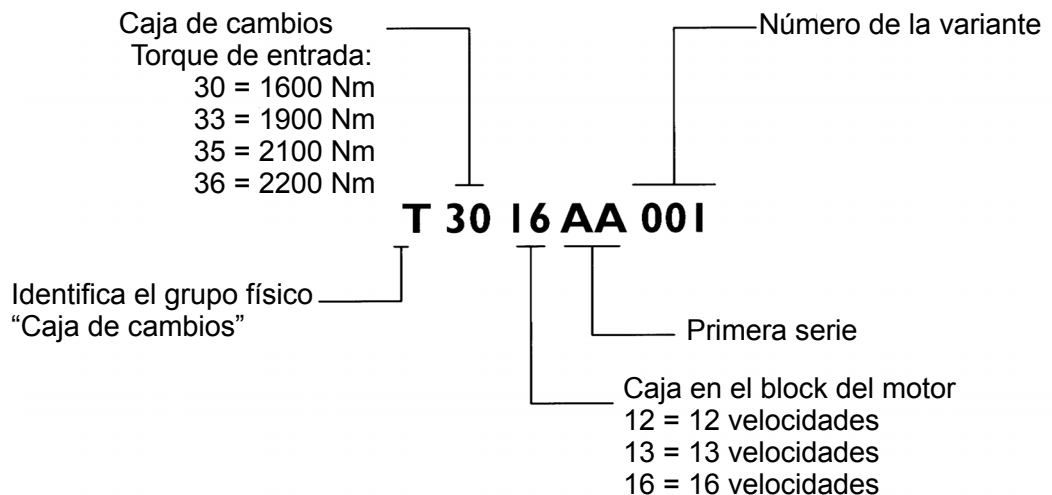 Caja de cambios
Torque de entrada:
30 = 1600 Nm
33 = 1900 Nm
35 = 2100 Nm
36 = 2200 Nm
Número de la variante
T 30 16 AA 001
Identifica el grupo físico
“Caja de cambios”
Primera serie
Caja en el block del motor
12 = 12 velocidades
13 = 13 velocidades
16 = 16 velocidades